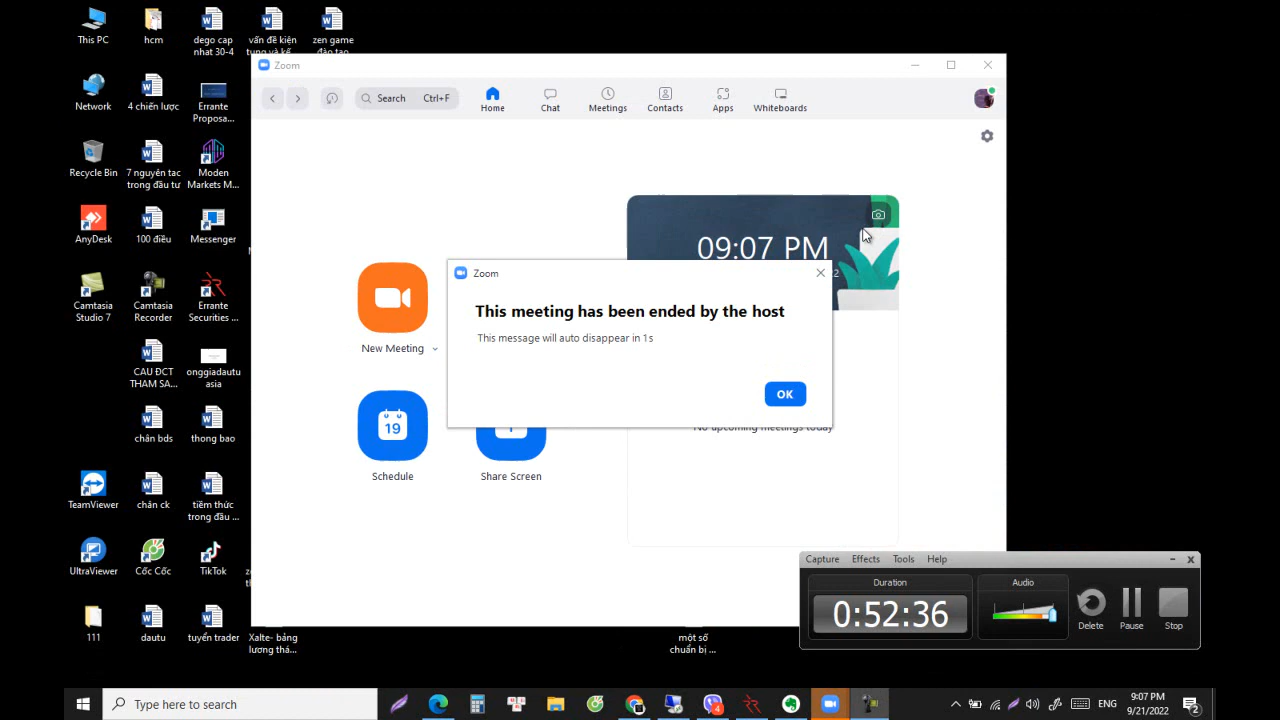 This PC
hcm
dego cap
nhat 30-4
vấn đề kiện
tụng và kế...
zen game
đào tạo
Network
4 chiến lược
Errante
Proposa...
Recycle Bin
7 nguyên tac
trong đầu tư
Moden
Markets M...
AnyDesk
100 điều
Messenger
Camtasia
Studio 7
Camtasia
Recorder
Errante
Securities ...
CAU ĐCT
THAM SA...
onggiadautu
asia
chân bds
thong bao
TeamViewer
chân ck
tiềm thức
trong đầu ...
UltraViewer
Cốc Cốc
TikTok
111
dautu
tuyển trader
Xalte- bảng
lương thá...
một số
chuẩn bị ...
Zoom
Search Ctrl+F
Home
Chat
Meetings
Contacts
Apps
Whiteboards
09:07 PM
New Meeting
19
Schedule
Share Screen
No upcoming meetings today
Zoom
This meeting has been ended by the host
This message will auto disappear in 1s
OK
Capture Effects Tools Help
Duration
0:52:36
Audio
Delete
Pause
Stop
Type here to search
4
ENG
9:07 PM
9/21/2022
2